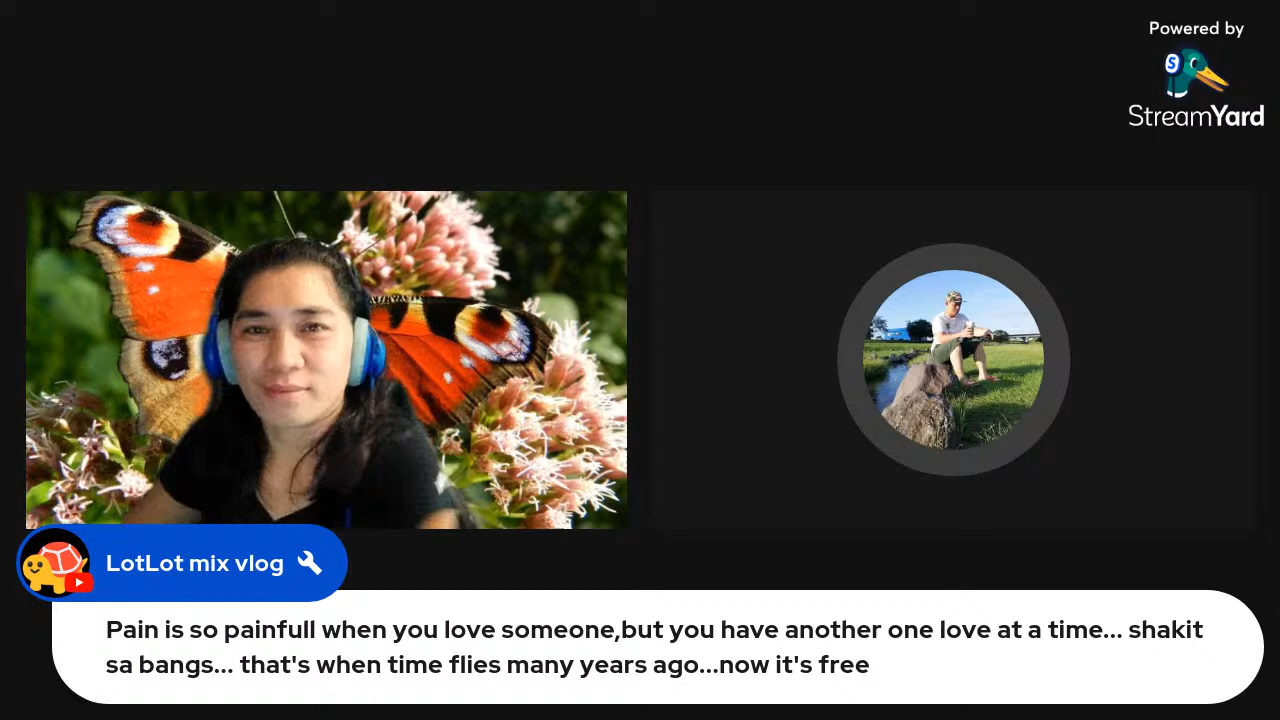 Powered by
S
StreamYard
LotLot mix vlog
Pain is so painfull when you love someone,but you have another one love at a time... shakit
sa bangs... that's when time flies many years ago...now it's free